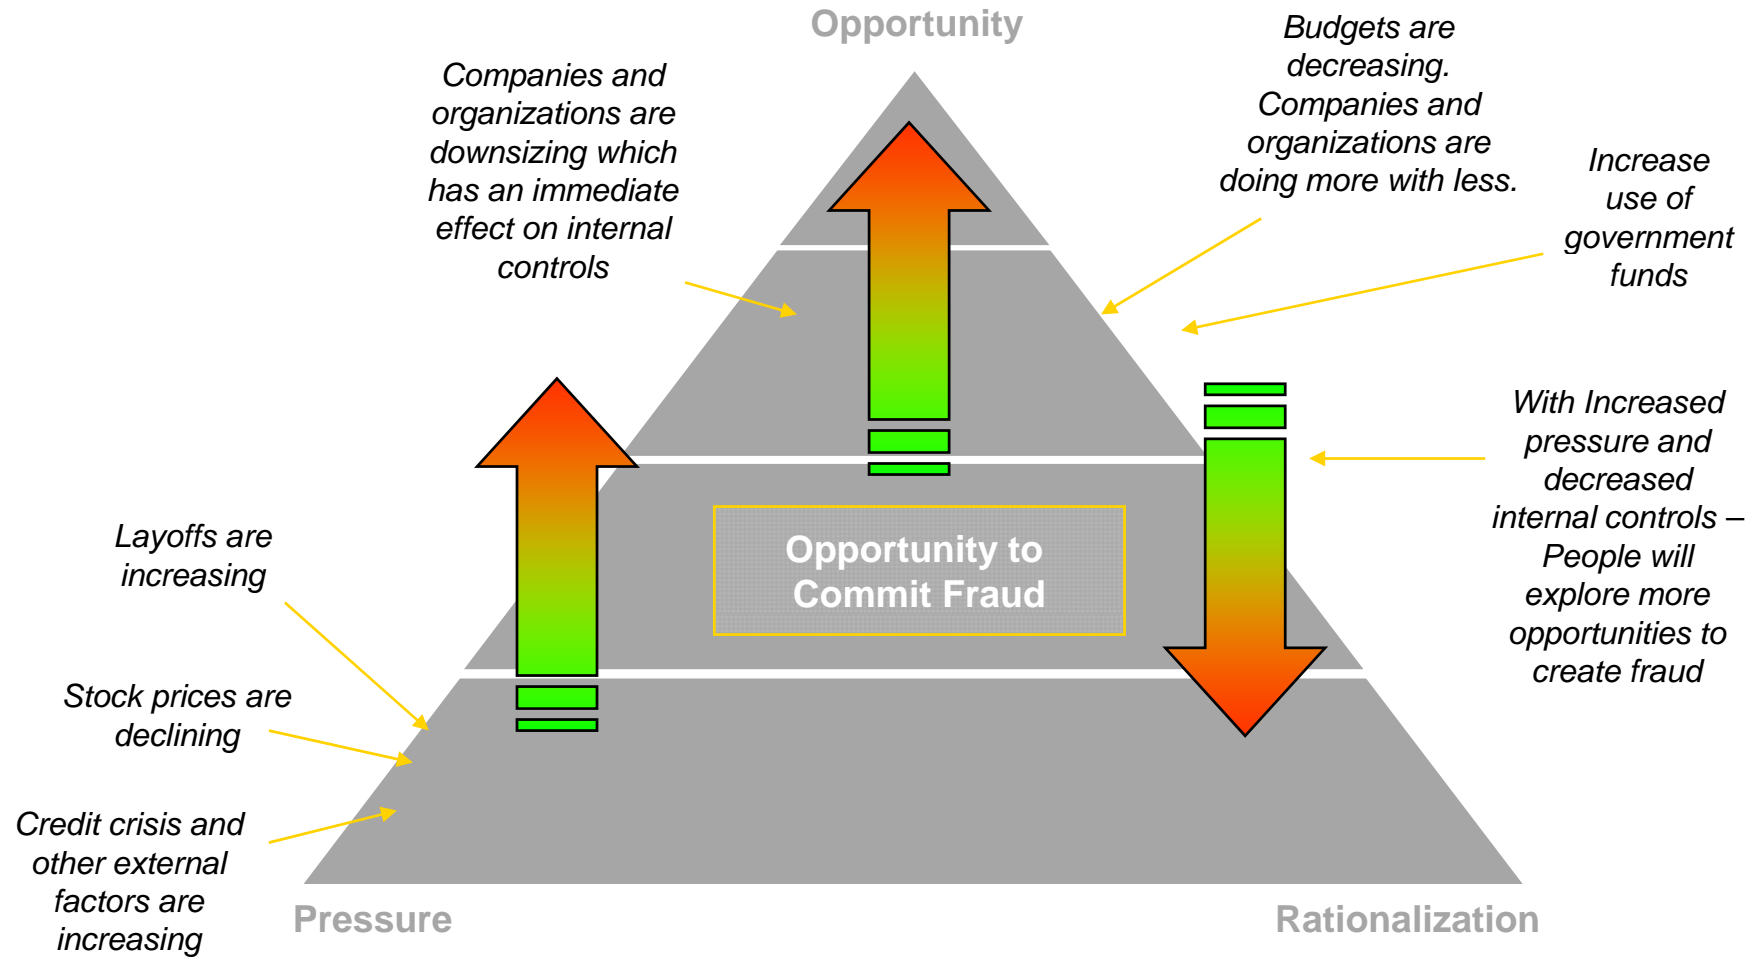 Opportunity
Companies and
organizations are
downsizing which
has an immediate
effect on internal
controls
Budgets are
decreasing.
Companies and
organizations are
doing more with less.
Increase
use of
government
funds
With Increased
pressure and
decreased
internal controls –
People will
explore more
opportunities to
create fraud
Opportunity to
Commit Fraud
Layoffs are
increasing
Stock prices are
declining
Credit crisis and
other external
factors are
increasing
Pressure
Rationalization